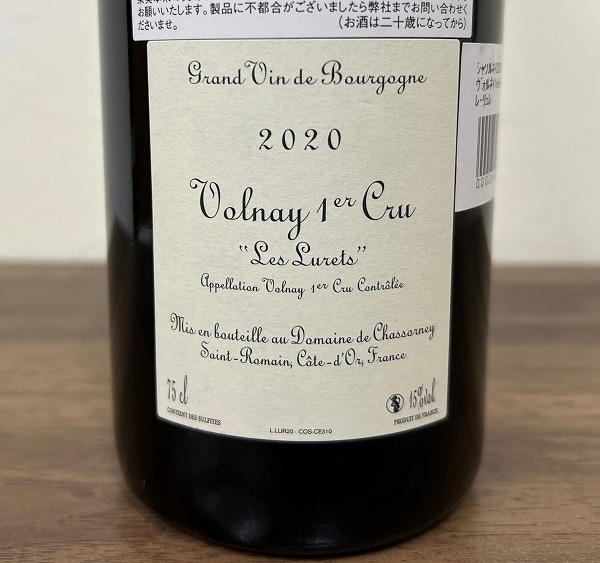 お願いいたします。製品に不都合がございましたら弊社までお問い合わせくださいませ。
(お酒は二十歳になってから)
Grand Vin de Bourgogne
2020
Volnay 1er Cru
"Les Lurets"
Appellation Volnay 1er Cru Contrôlée
Mis en bouteille au Domaine de Chassorney
Saint-Romain, Côte-d'Or, France
75 cl
CONTIENT DES SULFITES
15%vol.
PRODUIT DE FRANCE
L.LUR20 - COS-CE310